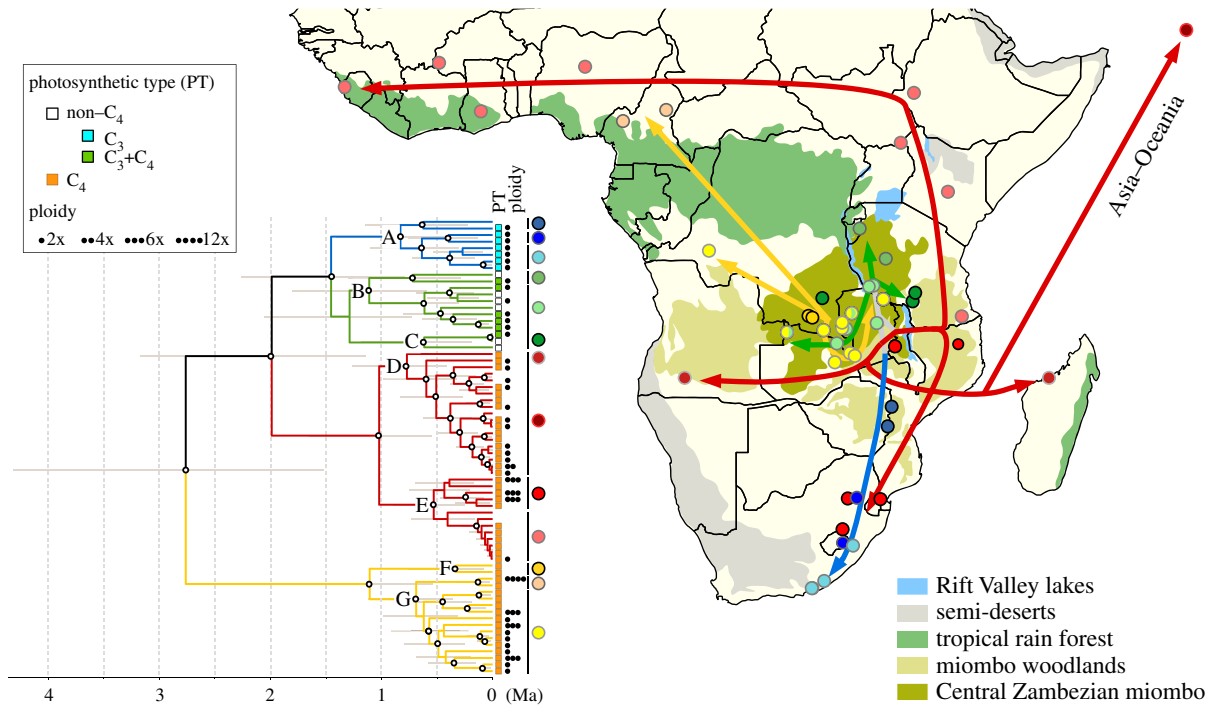 photosynthetic type (PT)
non–C4
C3
C3+C4
C4
ploidy
2x 4x 6x 12x
PT
ploidy
A
B
C
D
E
F
G
4 3 2 1 0 (Ma)
Asia–Oceania
Rift Valley lakes
semi-deserts
tropical rain forest
miombo woodlands
Central Zambezian miombo